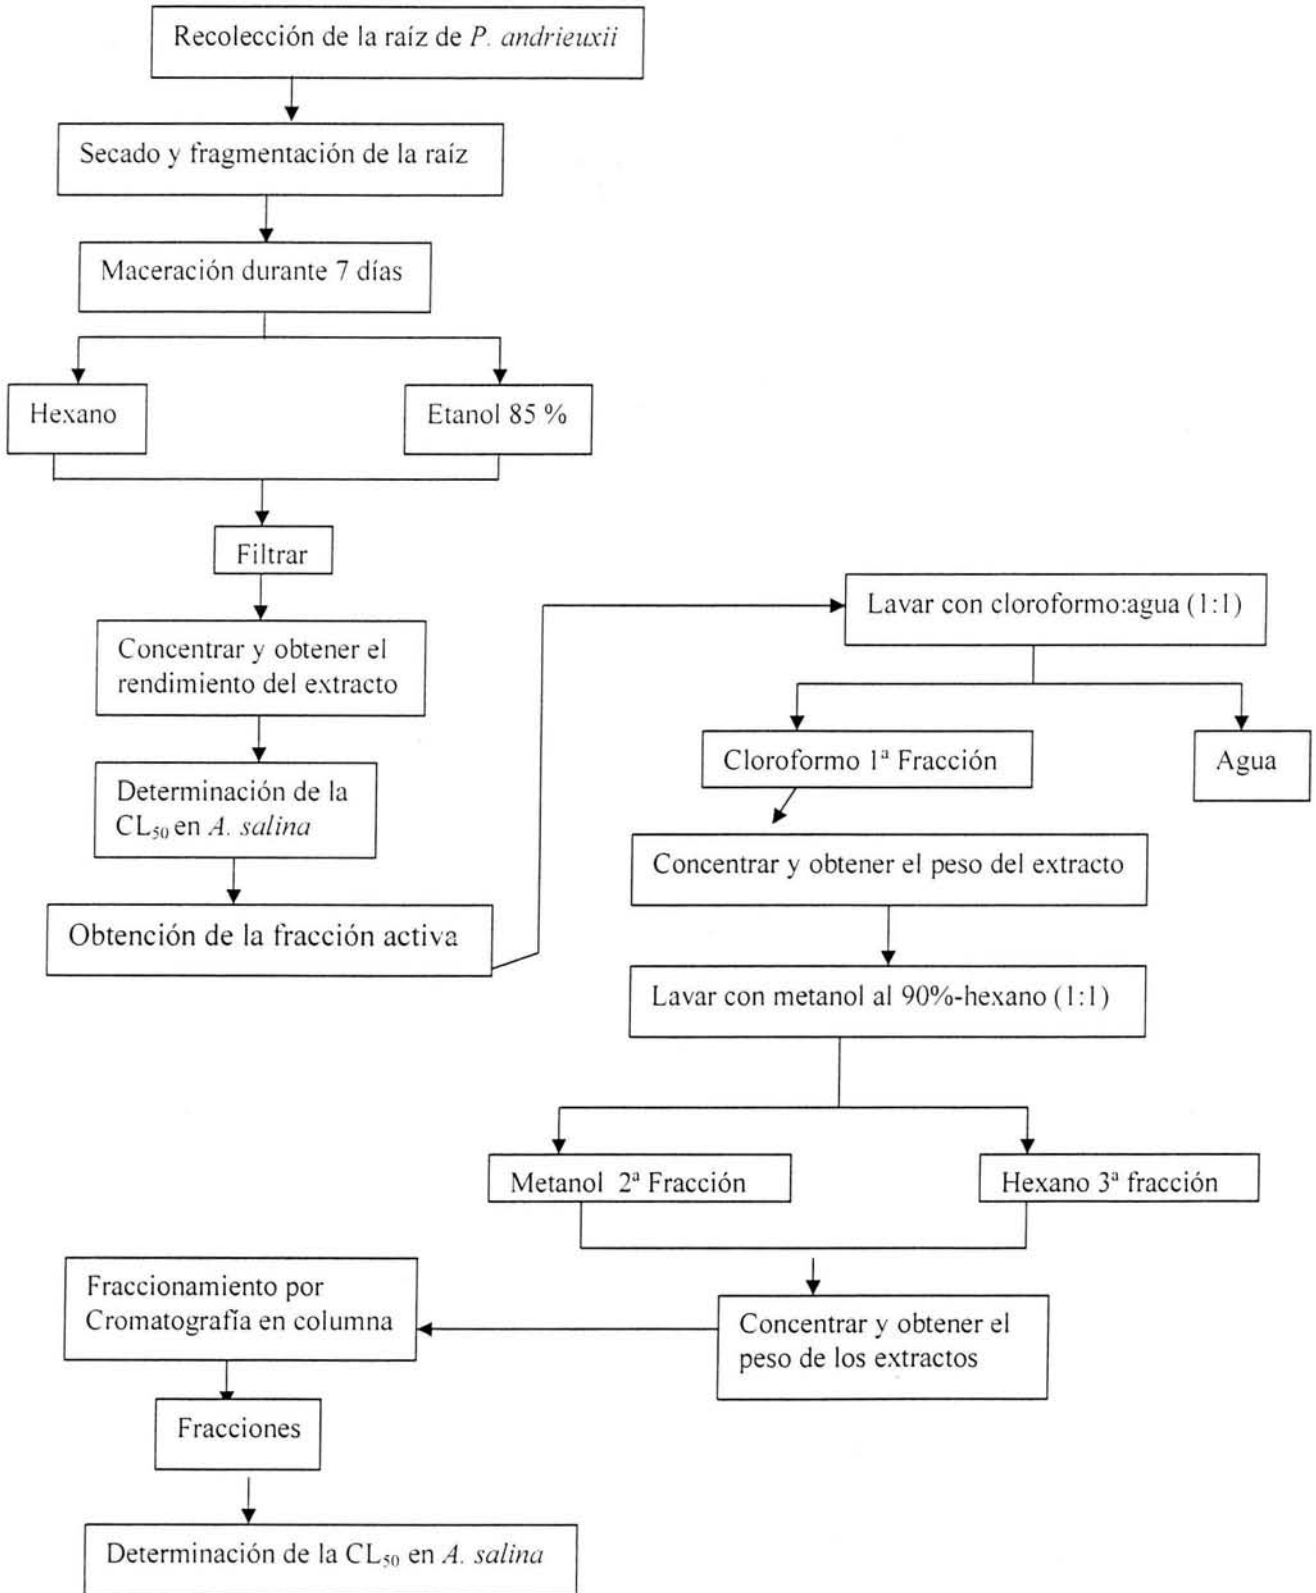 Recolección de la raíz de P. andrieuxii
Secado y fragmentación de la raíz
Maceración durante 7 días
Hexano
Etanol 85 %
Filtrar
Concentrar y obtener el
rendimiento del extracto
Determinación de la
CL₅₀ en A. salina
Obtención de la fracción activa
Lavar con cloroformo:agua (1:1)
Cloroformo 1ª Fracción
Agua
Concentrar y obtener el peso del extracto
Lavar con metanol al 90%-hexano (1:1)
Metanol 2ª Fracción
Hexano 3ª fracción
Concentrar y obtener el
peso de los extractos
Fraccionamiento por
Cromatografía en columna
Fracciones
Determinación de la CL₅₀ en A. salina